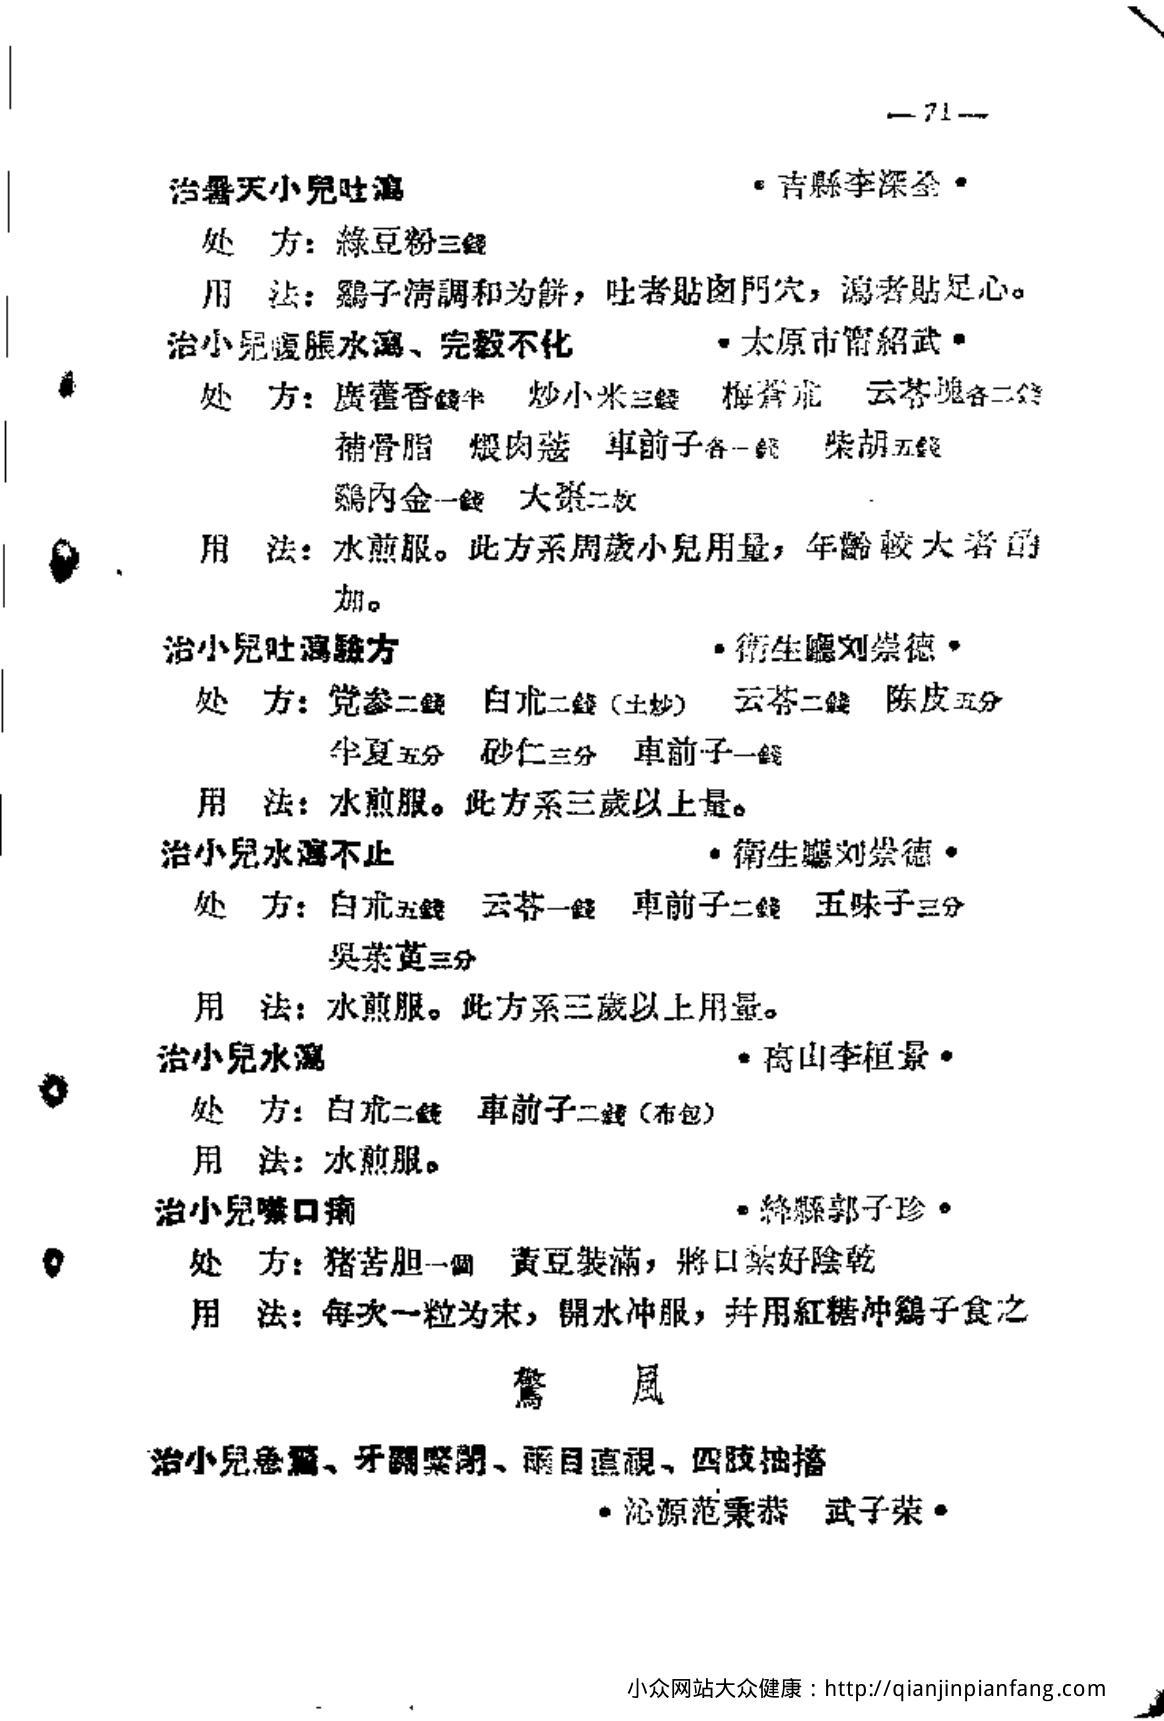 — 71 —
治暑天小兒吐瀉 • 吉縣李深荃 •
处 方：綠豆粉三錢
用 法：鷄子清調和为餅，吐者貼囟門穴，瀉者貼足心。
治小兒腹脹水瀉、完穀不化 • 太原市甯紹武 •
处 方：廣藿香錢半 炒小米三錢 梅蒼朮 云苓塊各二錢
補骨脂 煨肉蔻 車前子各一錢 柴胡五錢
鷄內金一錢 大棗二枚
用 法：水煎服。此方系周歲小兒用量，年齡較大者酌
加。
治小兒吐瀉驗方 • 衛生廳刘崇德 •
处 方：党参二錢 白朮二錢（土炒） 云苓二錢 陈皮五分
半夏五分 砂仁三分 車前子一錢
用 法：水煎服。此方系三歲以上量。
治小兒水瀉不止 • 衛生廳刘崇德 •
处 方：白朮五錢 云苓一錢 車前子二錢 五味子三分
吳茱萸三分
用 法：水煎服。此方系三歲以上用量。
治小兒水瀉 • 离山李桓景 •
处 方：白朮二錢 車前子二錢（布包）
用 法：水煎服。
治小兒噤口痢 • 絳縣郭子珍 •
处 方：猪苦胆一個 黃豆裝滿，將口紮好陰乾
用 法：每次一粒为末，開水冲服，幷用紅糖冲鷄子食之
驚 風
治小兒急驚、牙關緊閉、兩目直視、四肢抽搐
• 沁源范秉恭 武子荣 •
小众网站大众健康：http://qianjinpianfang.com